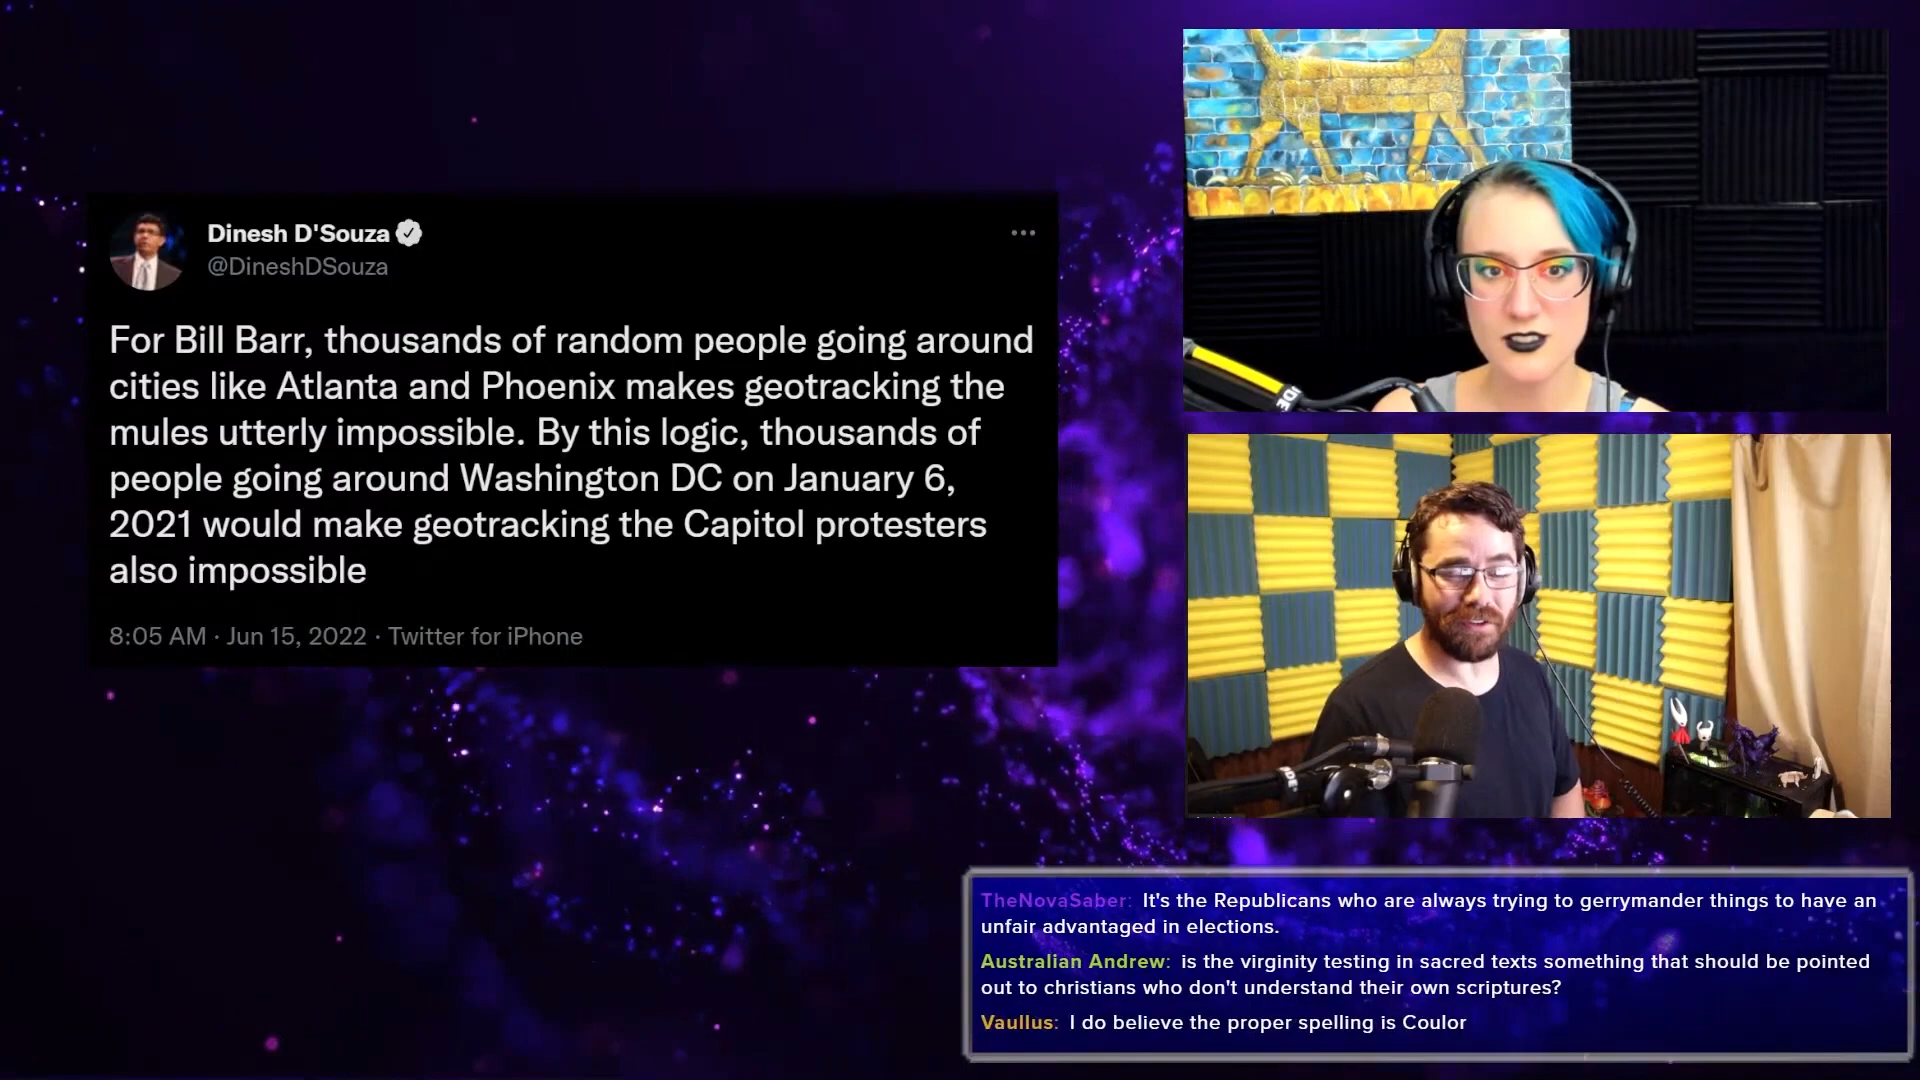 Dinesh D'Souza
@DineshDSouza
For Bill Barr, thousands of random people going around
cities like Atlanta and Phoenix makes geotracking the
mules utterly impossible. By this logic, thousands of
people going around Washington DC on January 6,
2021 would make geotracking the Capitol protesters
also impossible
8:05 AM · Jun 15, 2022 · Twitter for iPhone
TheNovaSaber: It's the Republicans who are always trying to gerrymander things to have an
unfair advantaged in elections.
Australian Andrew: is the virginity testing in sacred texts something that should be pointed
out to christians who don't understand their own scriptures?
Vaullus: I do believe the proper spelling is Coulor